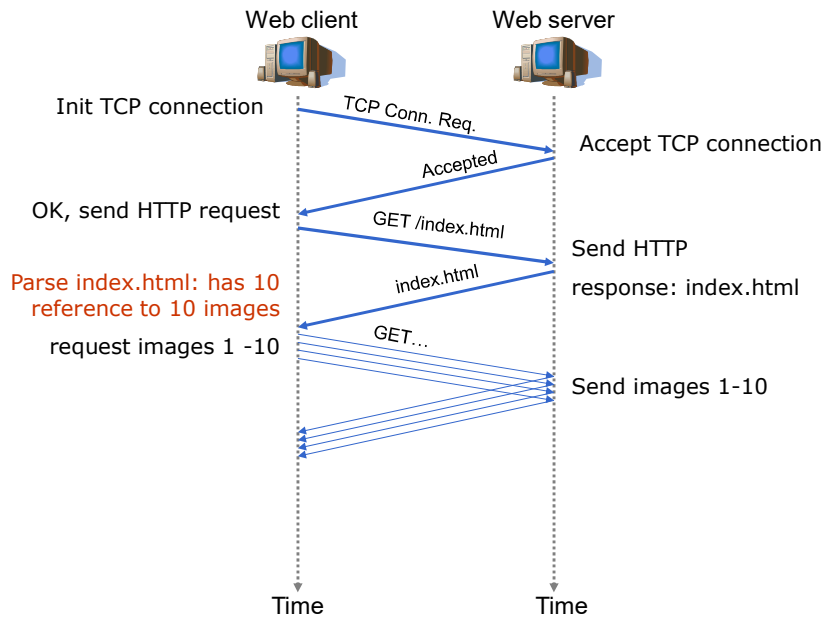 Web client
Web server
Init TCP connection
TCP Conn. Req.
Accept TCP connection
Accepted
OK, send HTTP request
GET /index.html
Send HTTP
response: index.html
index.html
Parse index.html: has 10
reference to 10 images
request images 1 -10
GET…
Send images 1-10
Time
Time